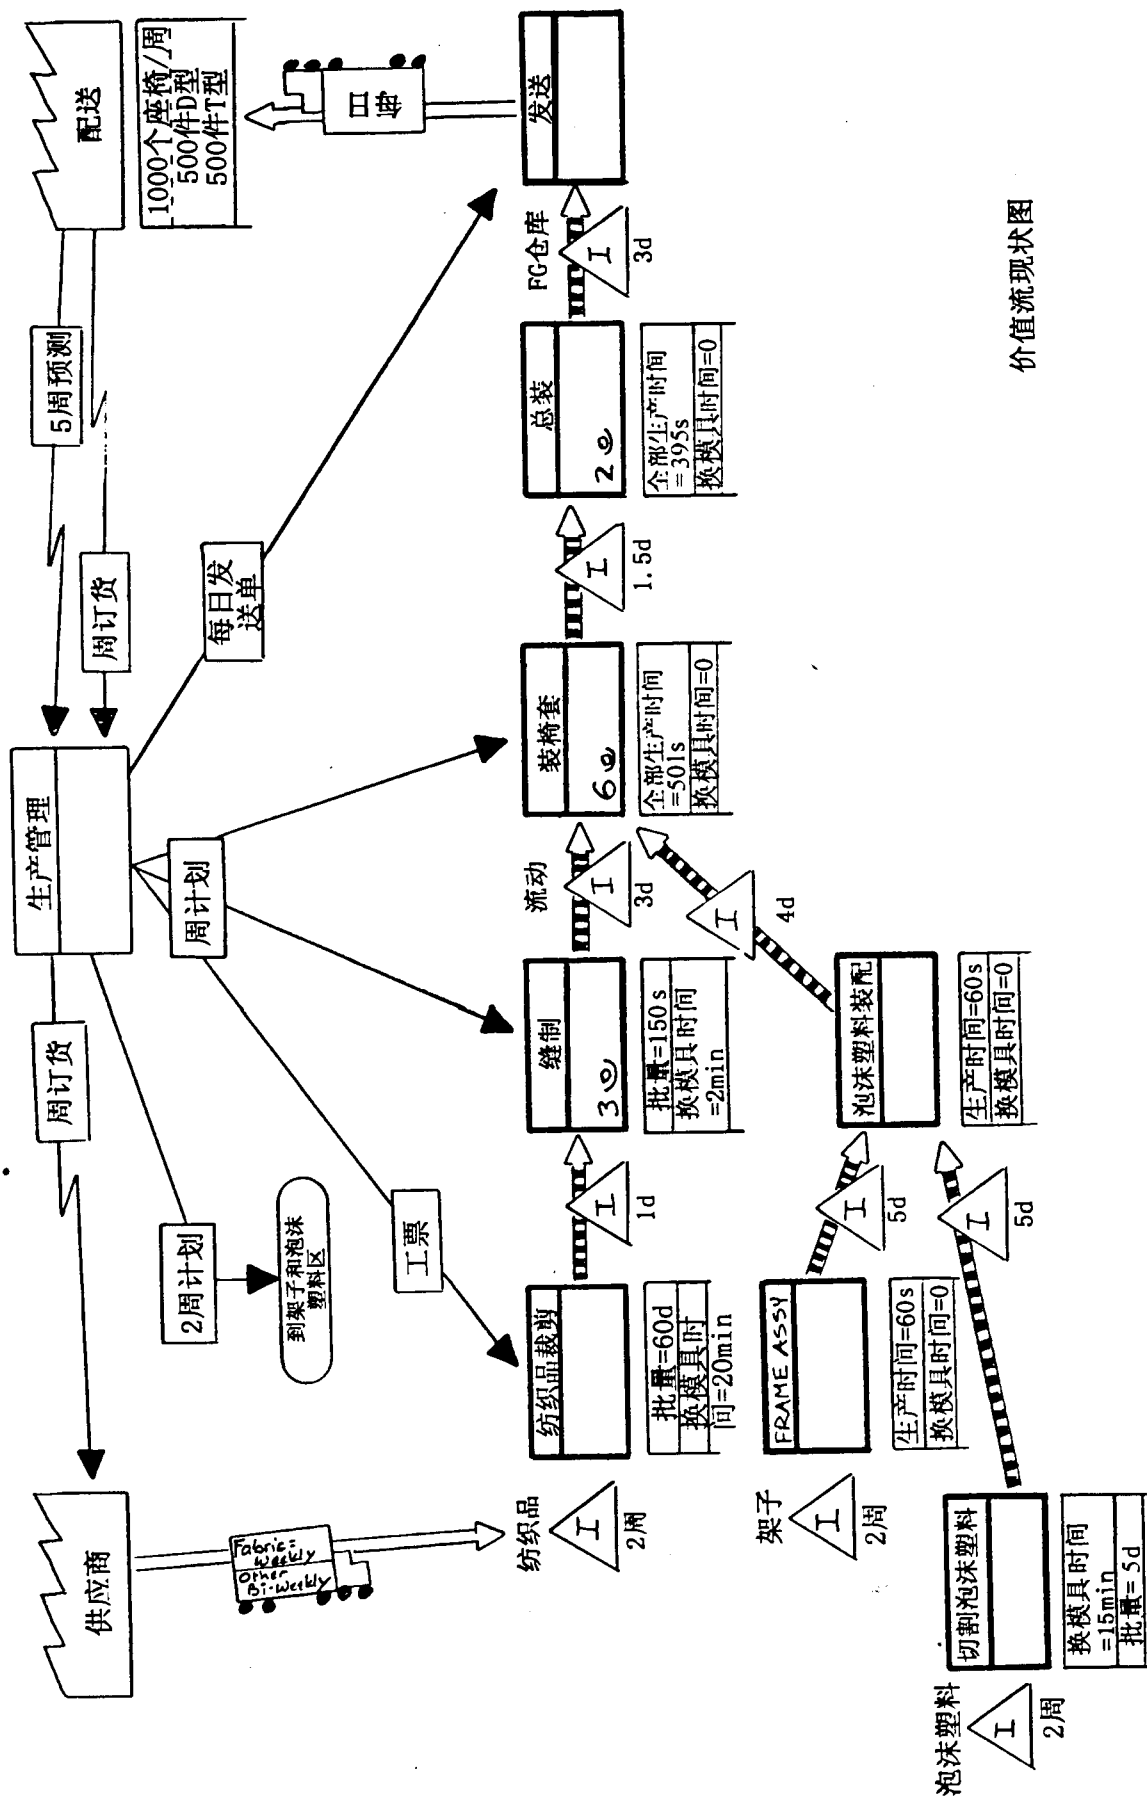 供应商
周订货
生产管理
5周预测
周订货
配送
1000个座椅/周
500件D型
500件T型
Fabric=
Weekly
Other
Bi-Weekly
2周计划
到架子和泡沫
塑料区
周计划
工票
每日发
送单
日
纺织品
I
2周
纺织品裁剪
批量=60d
换模具时
间=20min
I
1d
缝制
3
批量=150s
换模具时间
=2min
流动
I
3d
装椅套
6
全部生产时间
=501s
换模具时间=0
I
1.5d
总装
2
全部生产时间
=395s
换模具时间=0
FG仓库
I
3d
发送
架子
I
2周
FRAME ASSY
生产时间=60s
换模具时间=0
I
5d
泡沫塑料装配
生产时间=60s
换模具时间=0
I
4d
泡沫塑料
I
2周
切割泡沫塑料
换模具时间
=15min
批量=5d
I
5d
价值流现状图